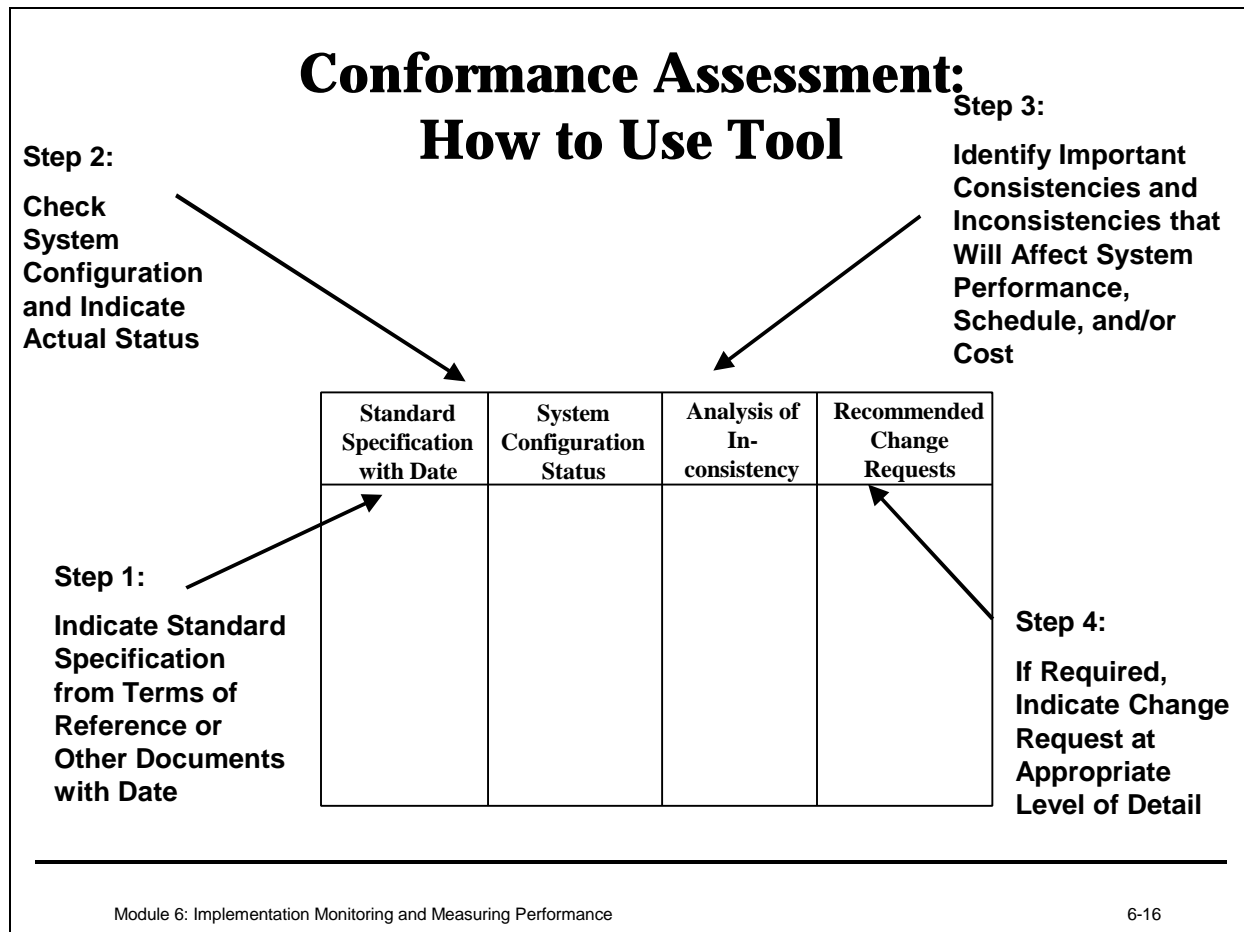 Conformance Assessment:
How to Use Tool
Step 2:
Check
System
Configuration
and Indicate
Actual Status
Step 3:
Identify Important
Consistencies and
Inconsistencies that
Will Affect System
Performance,
Schedule, and/or
Cost
Standard
Specification
with Date
System
Configuration
Status
Analysis of
In-
consistency
Recommended
Change
Requests
Step 1:
Indicate Standard
Specification
from Terms of
Reference or
Other Documents
with Date
Step 4:
If Required,
Indicate Change
Request at
Appropriate
Level of Detail
Module 6: Implementation Monitoring and Measuring Performance
6-16